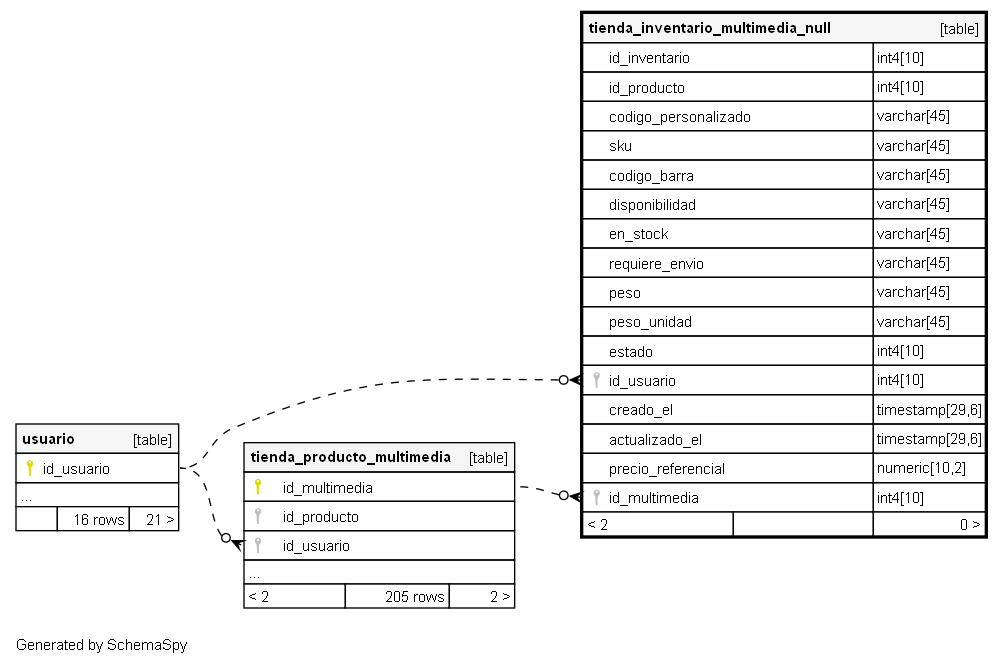 tienda_inventario_multimedia_null [table]
id_inventario int4[10]
id_producto int4[10]
codigo_personalizado varchar[45]
sku varchar[45]
codigo_barra varchar[45]
disponibilidad varchar[45]
en_stock varchar[45]
requiere_envio varchar[45]
peso varchar[45]
peso_unidad varchar[45]
estado int4[10]
id_usuario int4[10]
creado_el timestamp[29,6]
actualizado_el timestamp[29,6]
precio_referencial numeric[10,2]
id_multimedia int4[10]
< 2 0 >
usuario [table]
id_usuario
...
16 rows 21 >
tienda_producto_multimedia [table]
id_multimedia
id_producto
id_usuario
...
< 2 205 rows 2 >
Generated by SchemaSpy